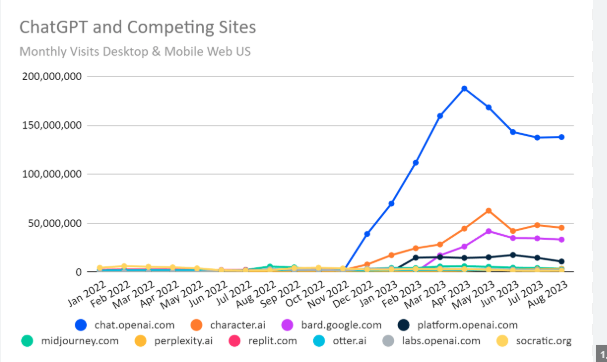 ChatGPT and Competing Sites
Monthly Visits Desktop & Mobile Web US
200,000,000
150,000,000
100,000,000
50,000,000
0
Jan 2022
Feb 2022
Mar 2022
Apr 2022
May 2022
Jun 2022
Jul 2022
Aug 2022
Sep 2022
Oct 2022
Nov 2022
Dec 2022
Jan 2023
Feb 2023
Mar 2023
Apr 2023
May 2023
Jun 2023
Jul 2023
Aug 2023
chat.openai.com character.ai bard.google.com platform.openai.com
midjourney.com perplexity.ai replit.com otter.ai labs.openai.com socratic.org